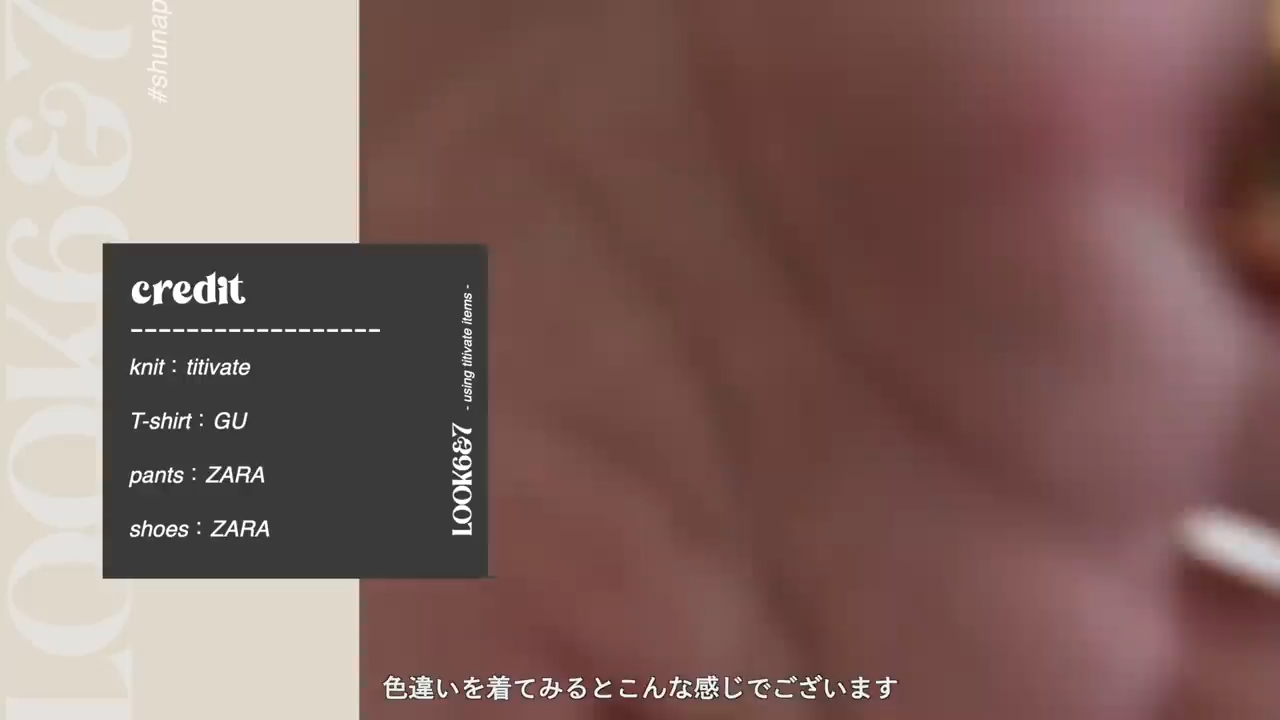 LOOK6&7
#shunap
credit
------------------
knit：titivate
T-shirt：GU
pants：ZARA
shoes：ZARA
LOOK6&7 - using titivate items -
色違いを着てみるとこんな感じでございます